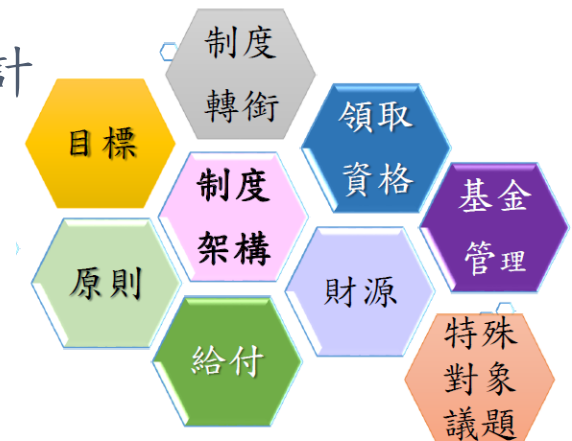 計
制度
轉銜
目標
領取
資格
制度
架構
基金
管理
原則
財源
給付
特殊
對象
議題